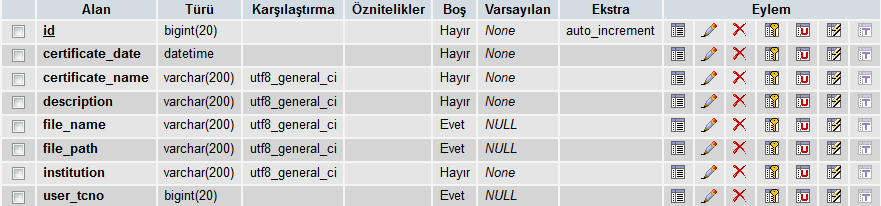 Alan Türü Karşılaştırma Öznitelikler Boş Varsayılan Ekstra Eylem
id bigint(20) Hayır None auto_increment
certificate_date datetime Hayır None
certificate_name varchar(200) utf8_general_ci Hayır None
description varchar(200) utf8_general_ci Hayır None
file_name varchar(200) utf8_general_ci Evet NULL
file_path varchar(200) utf8_general_ci Evet NULL
institution varchar(200) utf8_general_ci Hayır None
user_tcno bigint(20) Evet NULL